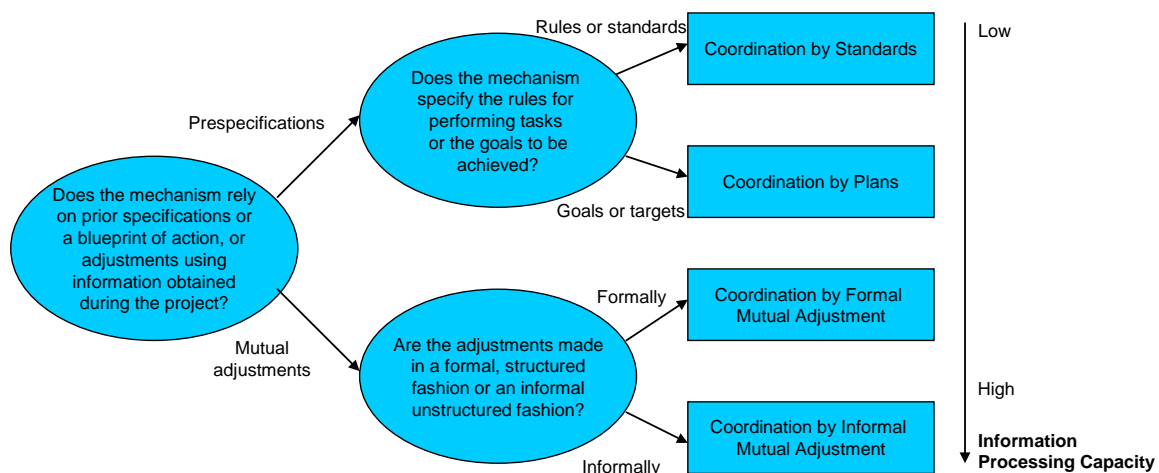 Rules or standards
Coordination by Standards
Low
Does the mechanism
specify the rules for
performing tasks
or the goals to be
achieved?
Prespecifications
Does the mechanism rely
on prior specifications or
a blueprint of action, or
adjustments using
information obtained
during the project?
Coordination by Plans
Goals or targets
Formally
Coordination by Formal
Mutual Adjustment
Mutual
adjustments
Are the adjustments made
in a formal, structured
fashion or an informal
unstructured fashion?
High
Coordination by Informal
Mutual Adjustment
Informally
Information
Processing Capacity